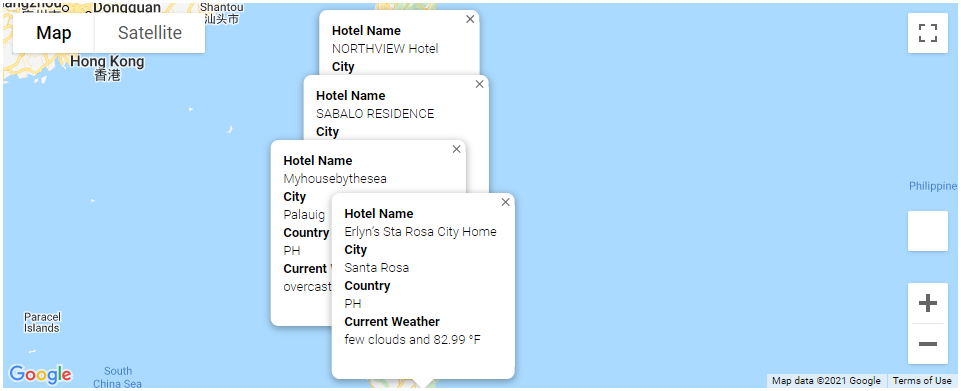 Guangzhou
Dongguan
Shantou
汕头市
Map
Satellite
Hong Kong
香港
Hotel Name
NORTHVIEW Hotel
City
Hotel Name
SABALO RESIDENCE
City
Hotel Name
Myhousebythesea
City
Palauig
Country
PH
Current W
overcast
Hotel Name
Erlyn's Sta Rosa City Home
City
Santa Rosa
Country
PH
Current Weather
few clouds and 82.99 °F
Philippine
Paracel
Islands
South
China Sea
Google
Map data ©2021 Google
Terms of Use